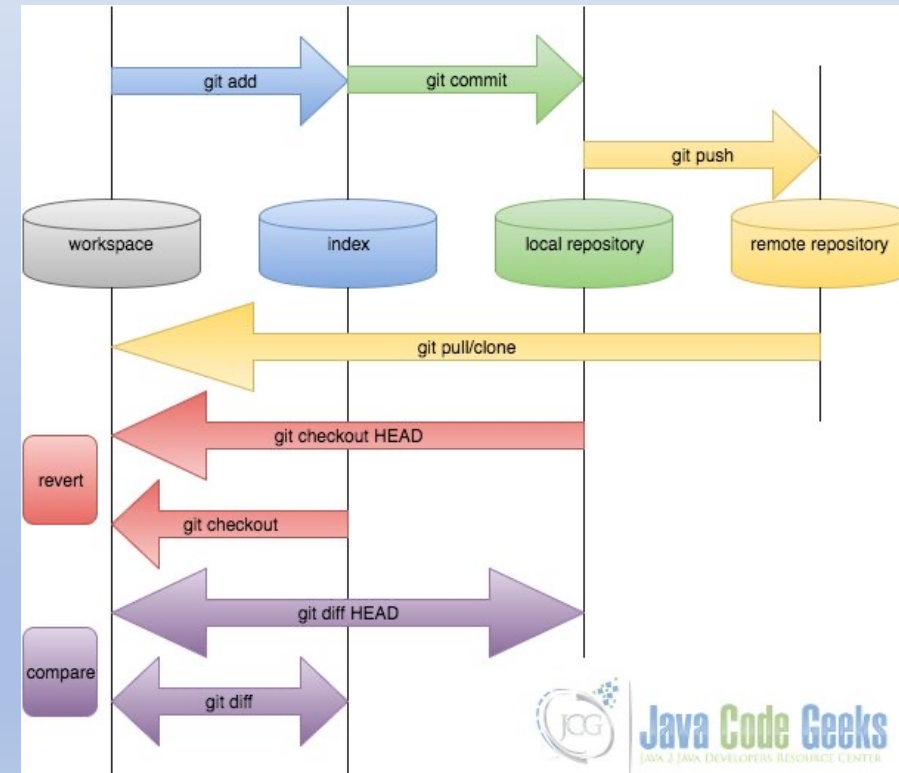 git add
git commit
git push
workspace
index
local repository
remote repository
git pull/clone
git checkout HEAD
revert
git checkout
git diff HEAD
compare
git diff
JCG
Java Code Geeks
JAVA 2 JAVA DEVELOPERS RESOURCE CENTER